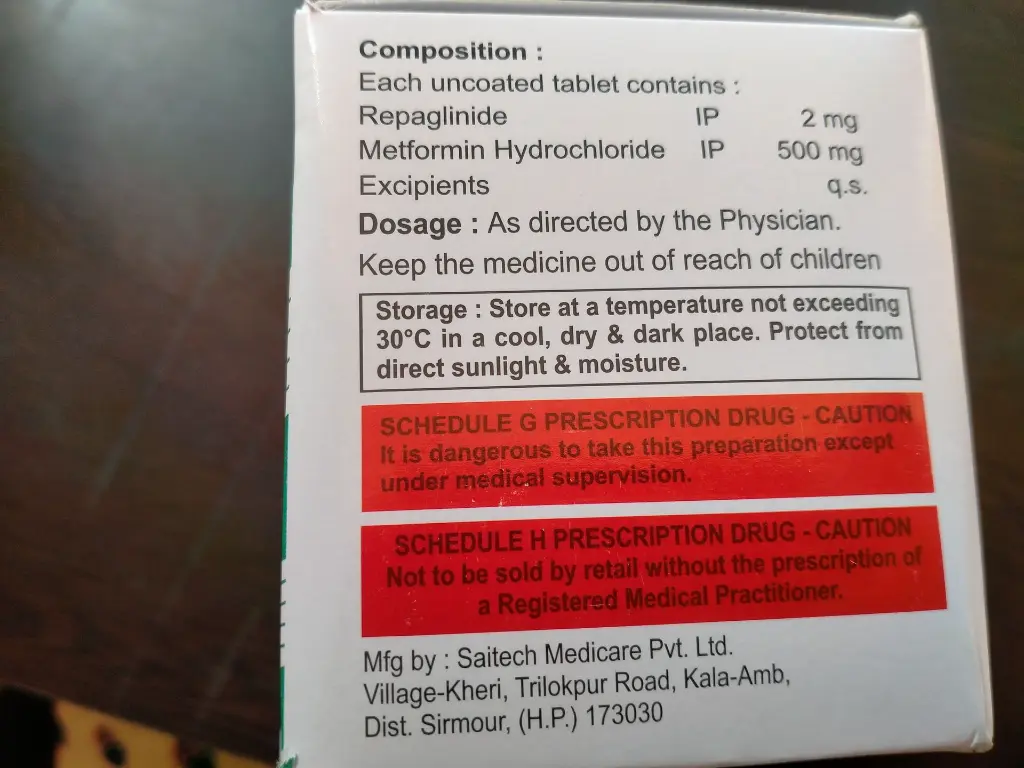 Composition :
Each uncoated tablet contains :
Repaglinide IP 2 mg
Metformin Hydrochloride IP 500 mg
Excipients q.s.
Dosage : As directed by the Physician.
Keep the medicine out of reach of children
Storage : Store at a temperature not exceeding
30°C in a cool, dry & dark place. Protect from
direct sunlight & moisture.
SCHEDULE G PRESCRIPTION DRUG - CAUTION
It is dangerous to take this preparation except
under medical supervision.
SCHEDULE H PRESCRIPTION DRUG - CAUTION
Not to be sold by retail without the prescription of
a Registered Medical Practitioner.
Mfg by : Saitech Medicare Pvt. Ltd.
Village-Kheri, Trilokpur Road, Kala-Amb,
Dist. Sirmour, (H.P.) 173030